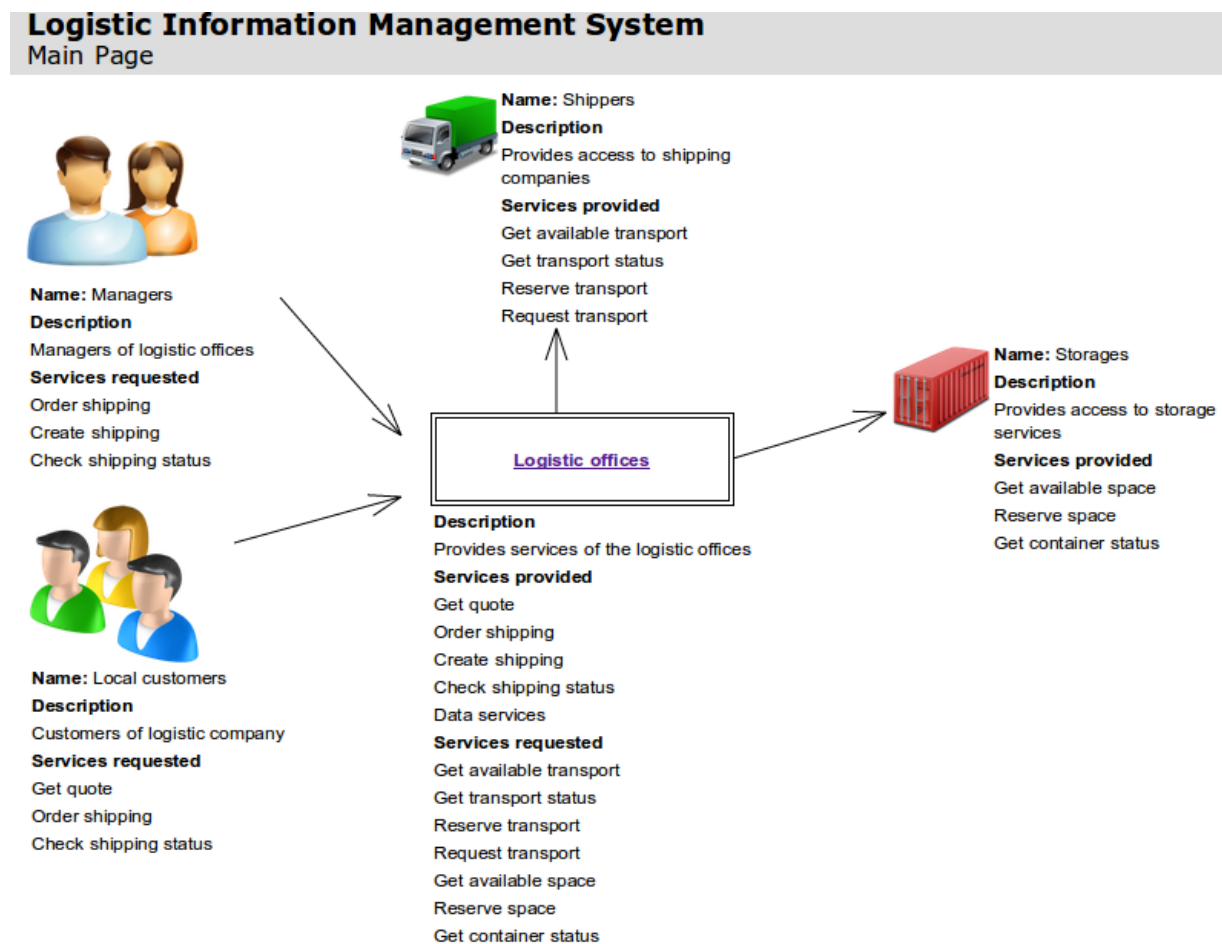 Logistic Information Management System
Main Page
Name: Shippers
Description
Provides access to shipping
companies
Services provided
Get available transport
Get transport status
Reserve transport
Request transport
Name: Managers
Description
Managers of logistic offices
Services requested
Order shipping
Create shipping
Check shipping status
Name: Storages
Description
Provides access to storage
services
Services provided
Get available space
Reserve space
Get container status
Logistic offices
Description
Provides services of the logistic offices
Services provided
Get quote
Order shipping
Create shipping
Check shipping status
Data services
Services requested
Get available transport
Get transport status
Reserve transport
Request transport
Get available space
Reserve space
Get container status
Name: Local customers
Description
Customers of logistic company
Services requested
Get quote
Order shipping
Check shipping status